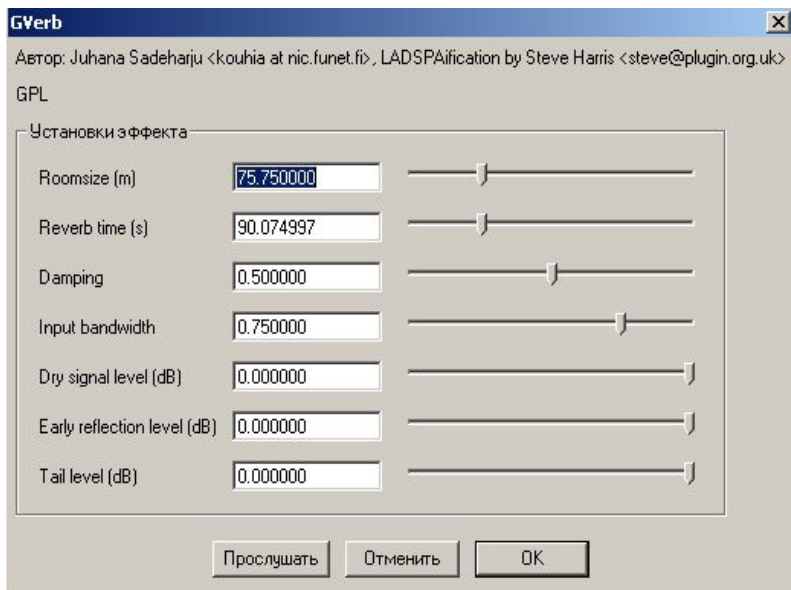 GVerb
Автор: Juhana Sadeharju <kouhia at nic.funet.fi>, LADSPAification by Steve Harris <steve@plugin.org.uk>
GPL
Установки эффекта
Roomsize (m) 75.750000
Reverb time (s) 90.074997
Damping 0.500000
Input bandwidth 0.750000
Dry signal level (dB) 0.000000
Early reflection level (dB) 0.000000
Tail level (dB) 0.000000
Прослушать Отменить OK